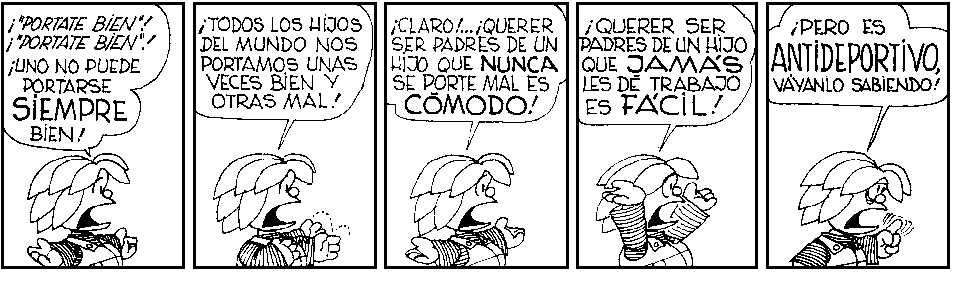 ¡"PORTATE BIEN"!
¡"PORTATE BIEN"!
¡UNO NO PUEDE
PORTARSE
SIEMPRE
BIEN!
¡TODOS LOS HIJOS
DEL MUNDO NOS
PORTAMOS UNAS
VECES BIEN Y
OTRAS MAL!
¡CLARO!...¡QUERER
SER PADRES DE UN
HIJO QUE NUNCA
SE PORTE MAL ES
CÓMODO!
¡QUERER SER
PADRES DE UN HIJO
QUE JAMÁS
LES DÉ TRABAJO
ES FÁCIL!
¡PERO ES
ANTIDEPORTIVO,
VÁYANLO SABIENDO!